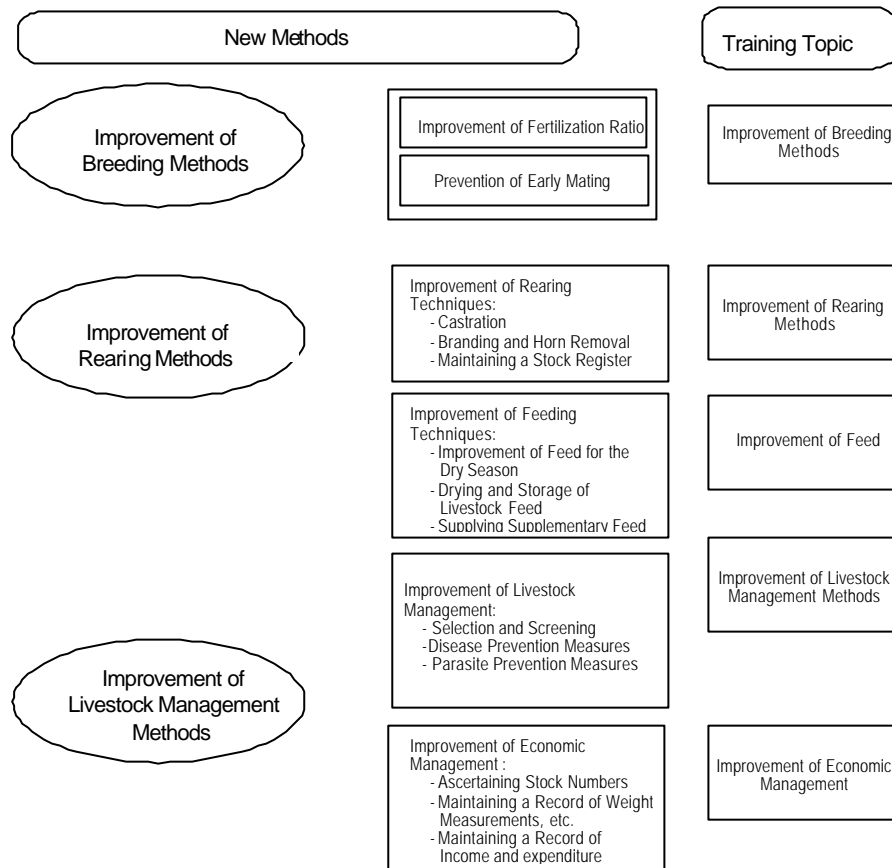 New Methods
Training Topic
Improvement of
Breeding Methods
Improvement of Fertilization Ratio
Prevention of Early Mating
Improvement of Breeding
Methods
Improvement of
Rearing Methods
Improvement of Rearing
Techniques:
- Castration
- Branding and Horn Removal
- Maintaining a Stock Register
Improvement of Rearing
Methods
Improvement of Feeding
Techniques:
- Improvement of Feed for the
Dry Season
- Drying and Storage of
Livestock Feed
- Supplying Supplementary Feed
Improvement of Feed
Improvement of
Livestock Management
Methods
Improvement of Livestock
Management:
- Selection and Screening
-Disease Prevention Measures
- Parasite Prevention Measures
Improvement of Livestock
Management Methods
Improvement of Economic
Management :
- Ascertaining Stock Numbers
- Maintaining a Record of Weight
Measurements, etc.
- Maintaining a Record of
Income and expenditure
Improvement of Economic
Management